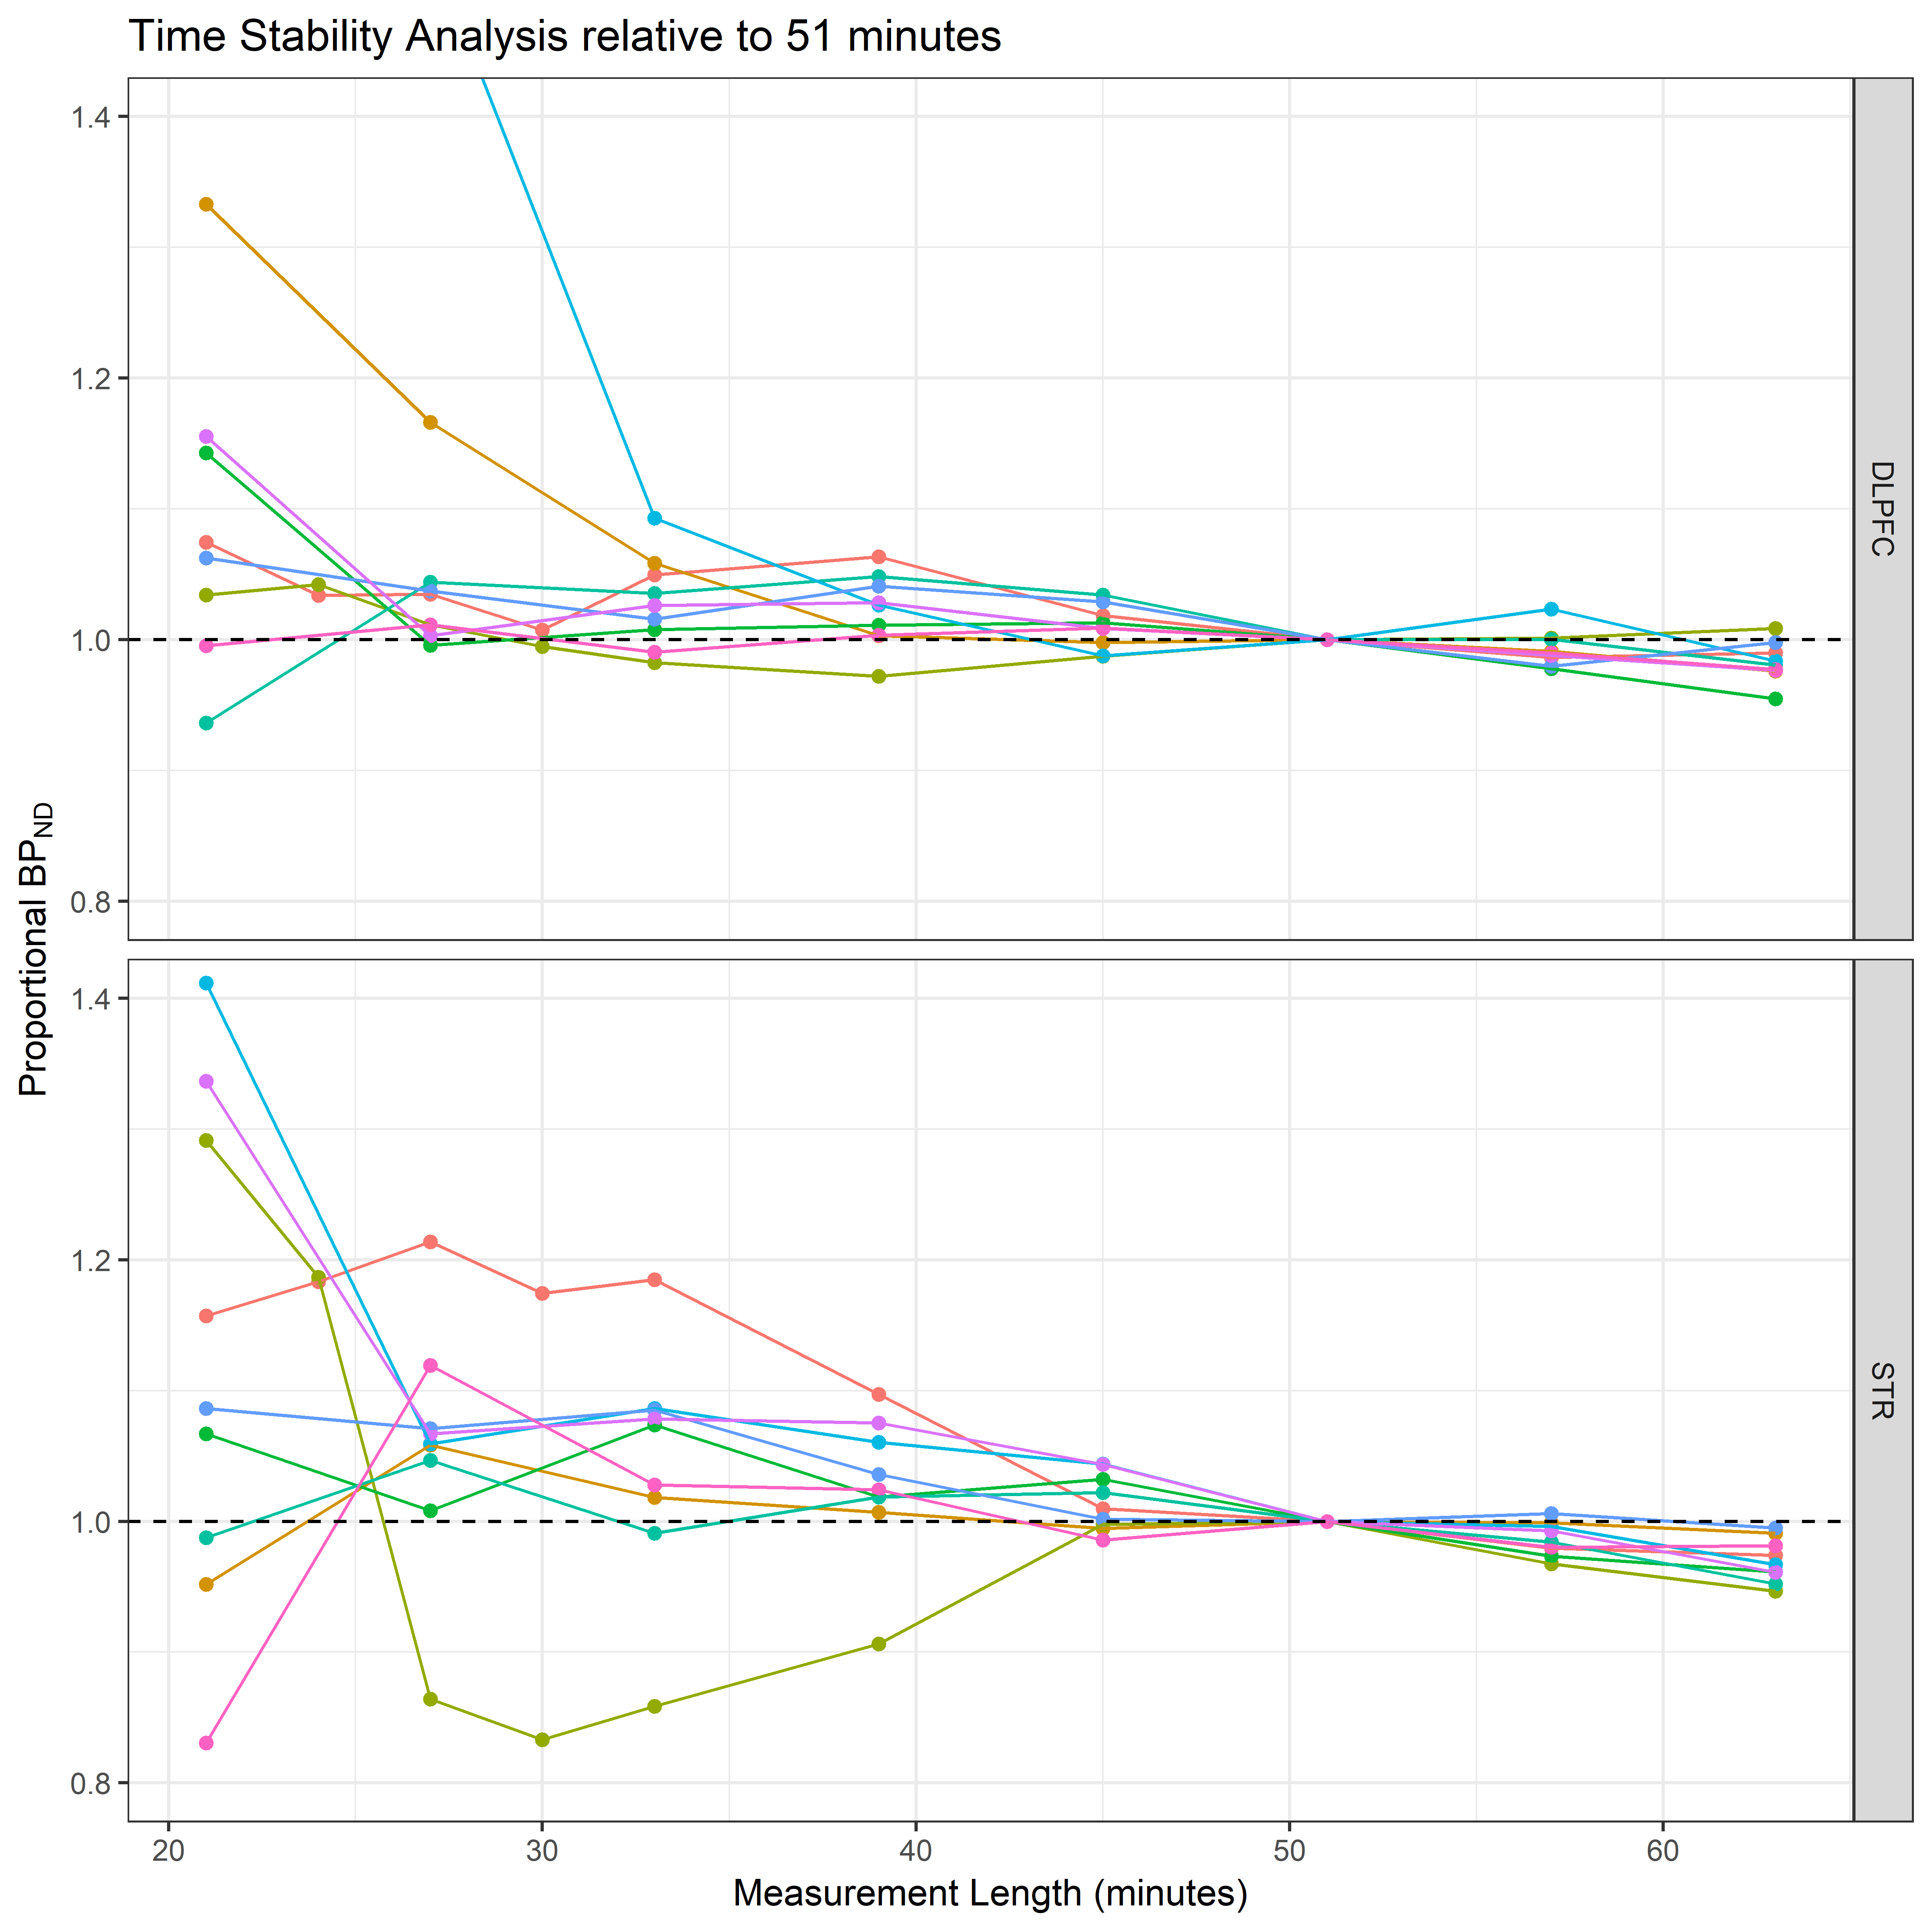 Time Stability Analysis relative to 51 minutes
1.4
1.2
1.0
0.8
DLPFC
Proportional BPND
1.4
1.2
1.0
0.8
STR
20 30 40 50 60
Measurement Length (minutes)